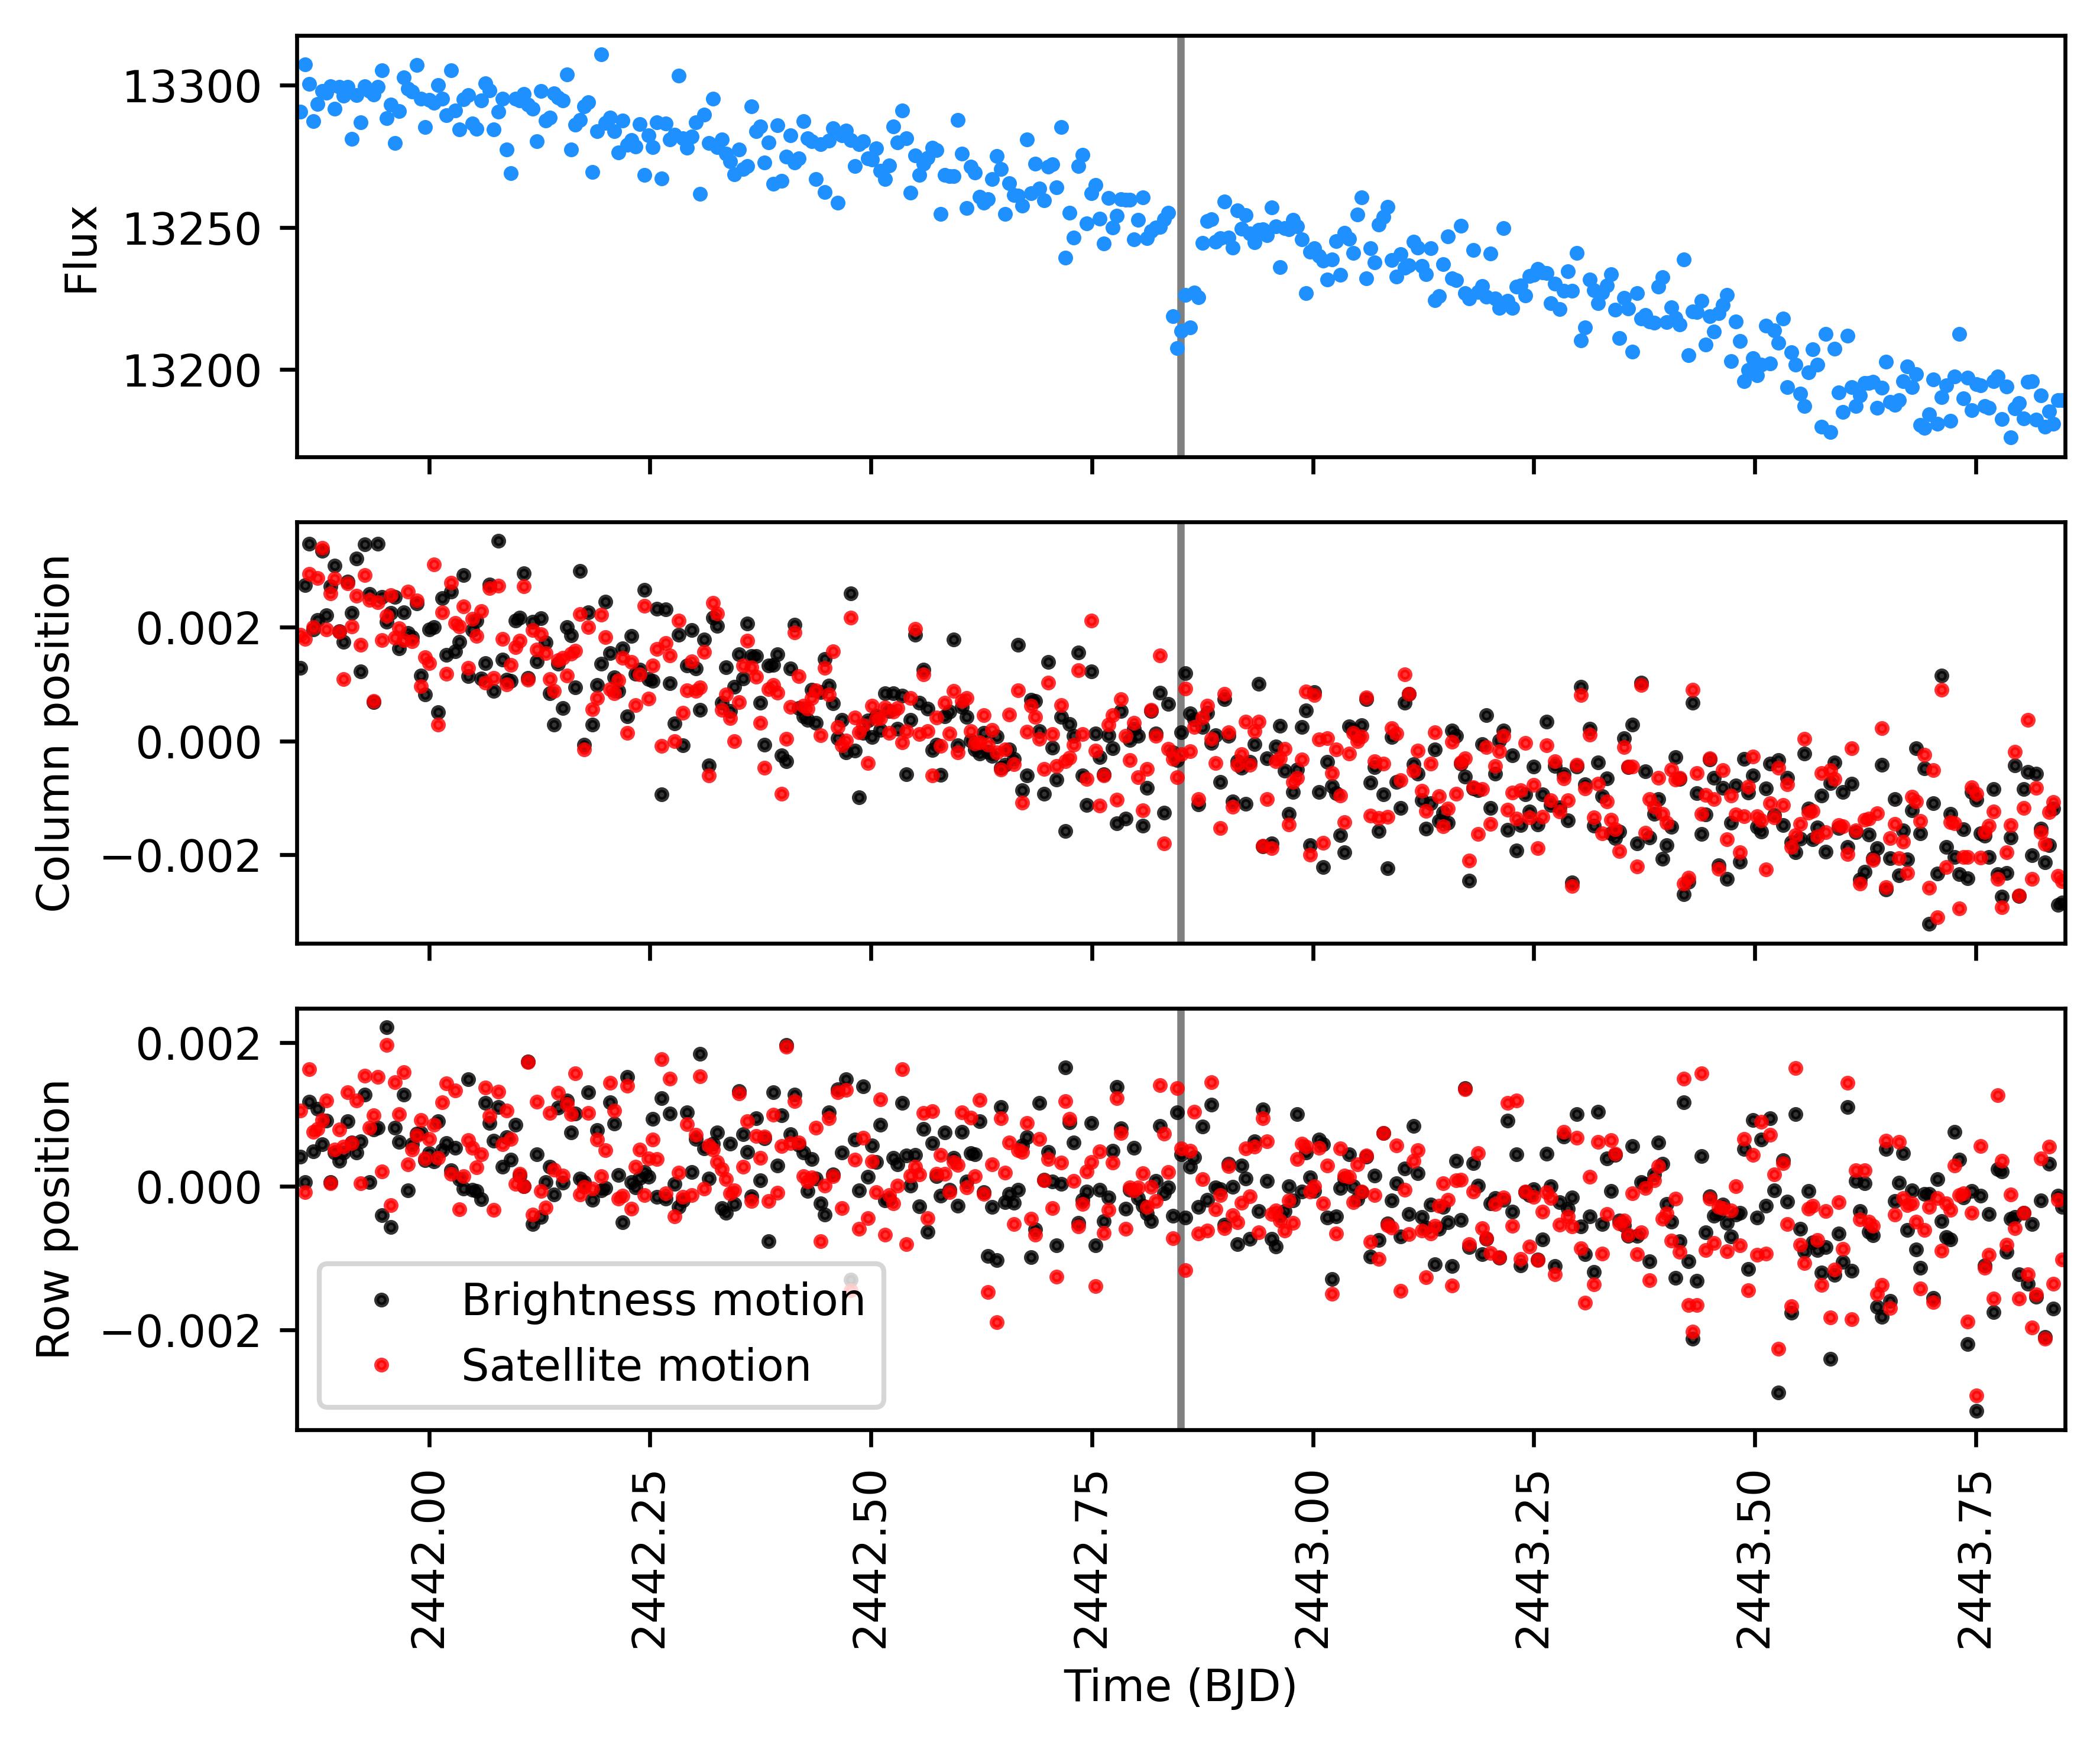 Flux
13300
13250
13200
Column position
0.002
0.000
−0.002
Row position
0.002
0.000
−0.002
Brightness motion
Satellite motion
2442.00
2442.25
2442.50
2442.75
2443.00
2443.25
2443.50
2443.75
Time (BJD)